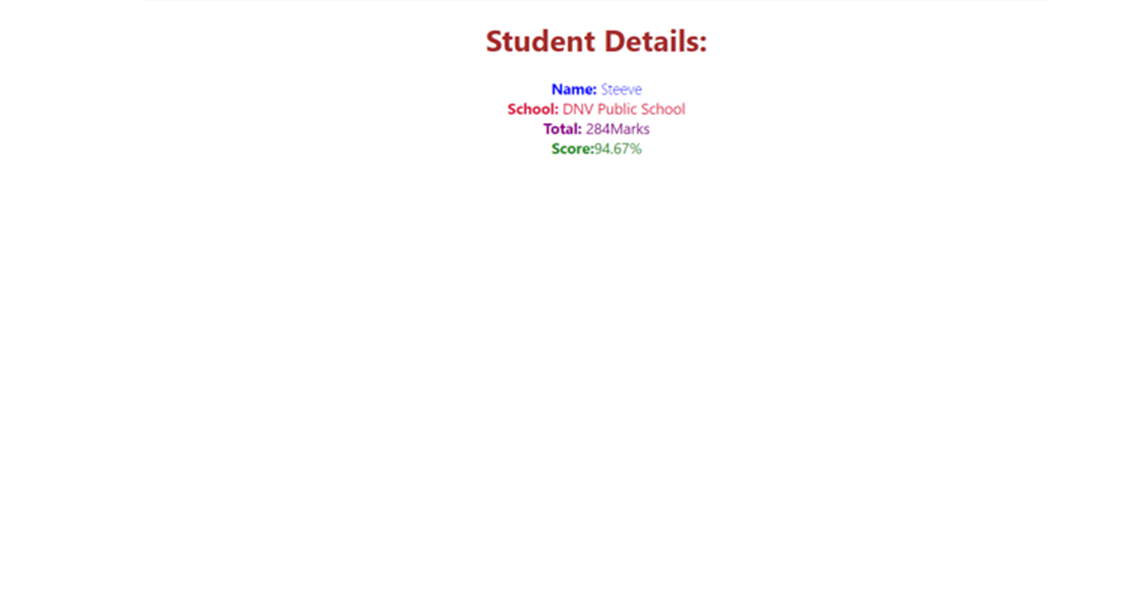 Student Details:
Name: Steeve
School: DNV Public School
Total: 284Marks
Score:94.67%